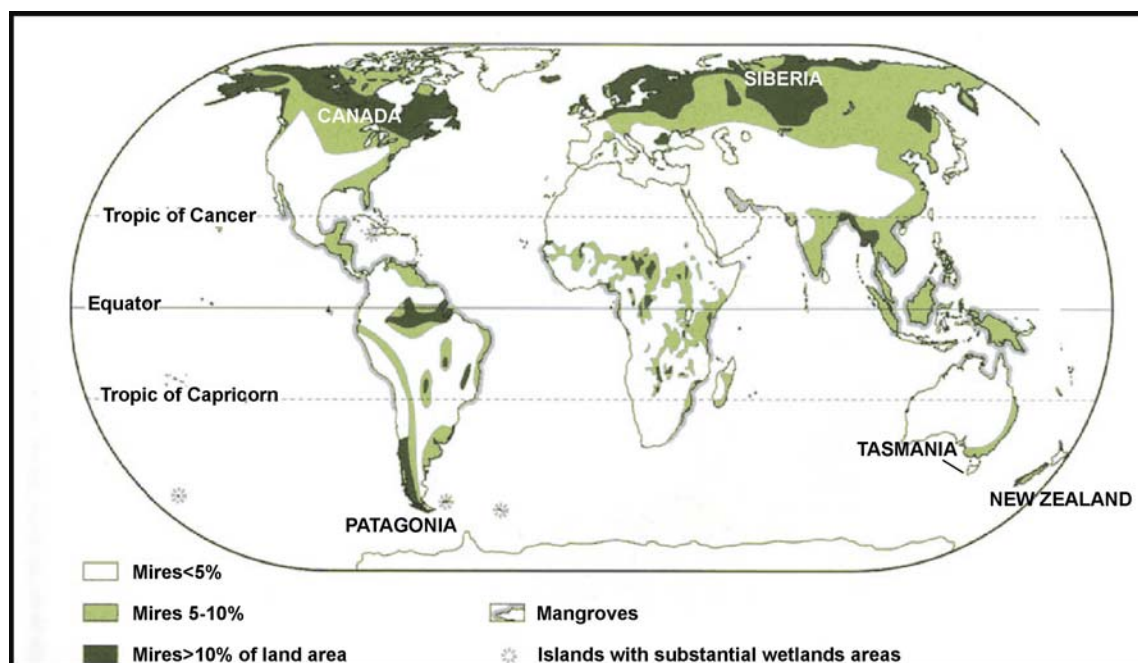 SIBERIA
CANADA
Tropic of Cancer
Equator
Tropic of Capricorn
TASMANIA
NEW ZEALAND
PATAGONIA
Mires<5%
Mires 5-10%
Mangroves
Mires>10% of land area
Islands with substantial wetlands areas